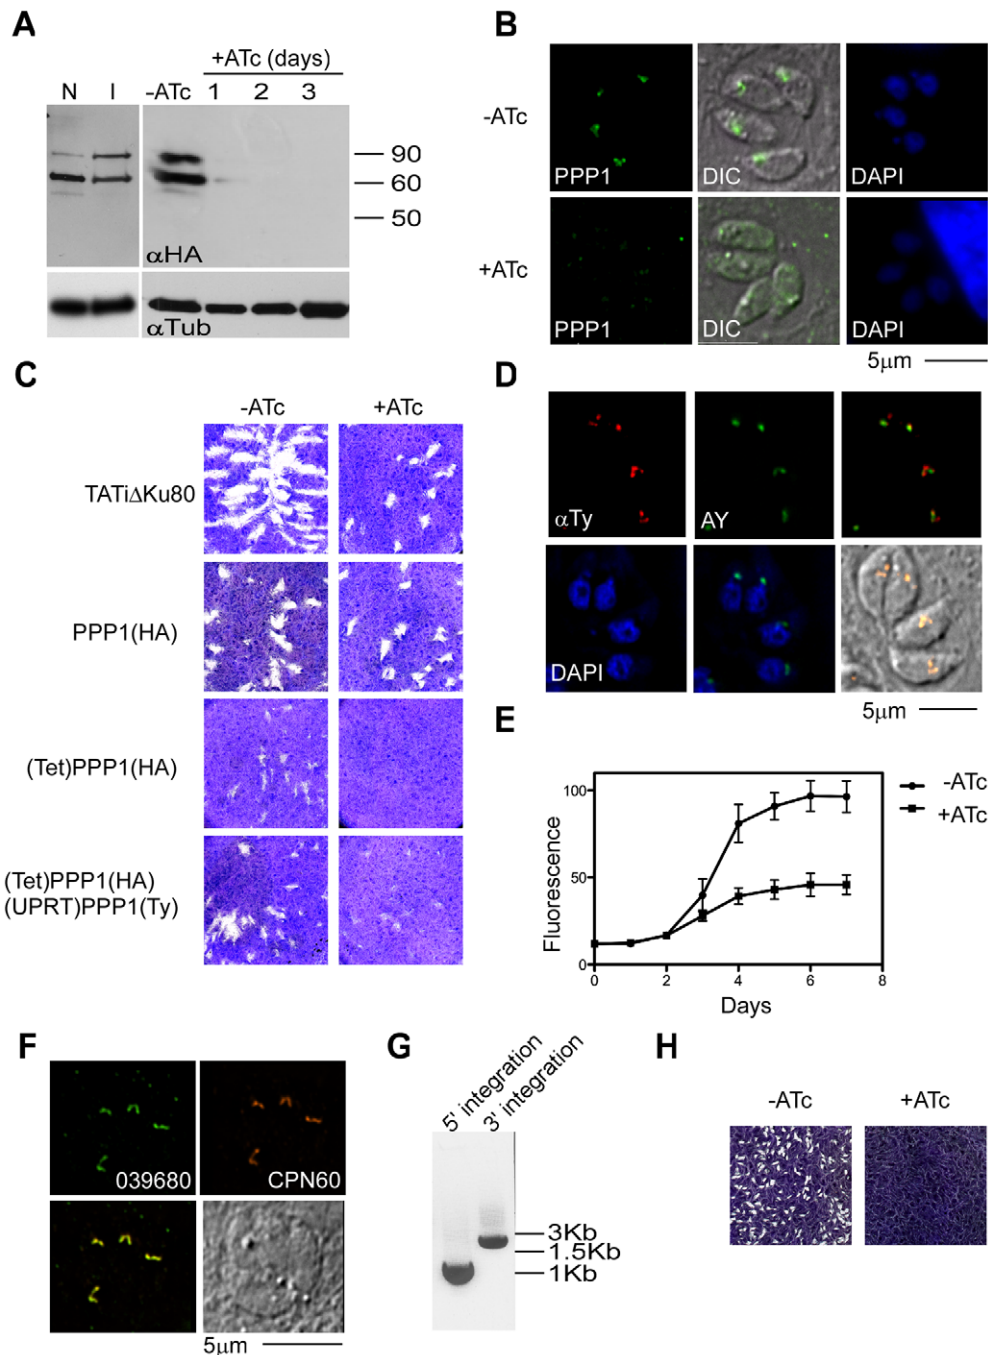 A
+ATc (days)
N I -ATc 1 2 3
90
60
50
αHA
αTub
B
-ATc
PPP1 DIC DAPI
+ATc
PPP1 DIC DAPI
5μm
C
-ATc +ATc
TATiΔKu80
PPP1(HA)
(Tet)PPP1(HA)
(Tet)PPP1(HA)
(UPRT)PPP1(Ty)
D
αTy AY
DAPI
5μm
E
-ATc
+ATc
100
50
0
Fluorescence
0 2 4 6 8
Days
F
039680 CPN60
5μm
G
5' integration
3' integration
3Kb
1.5Kb
1Kb
H
-ATc +ATc